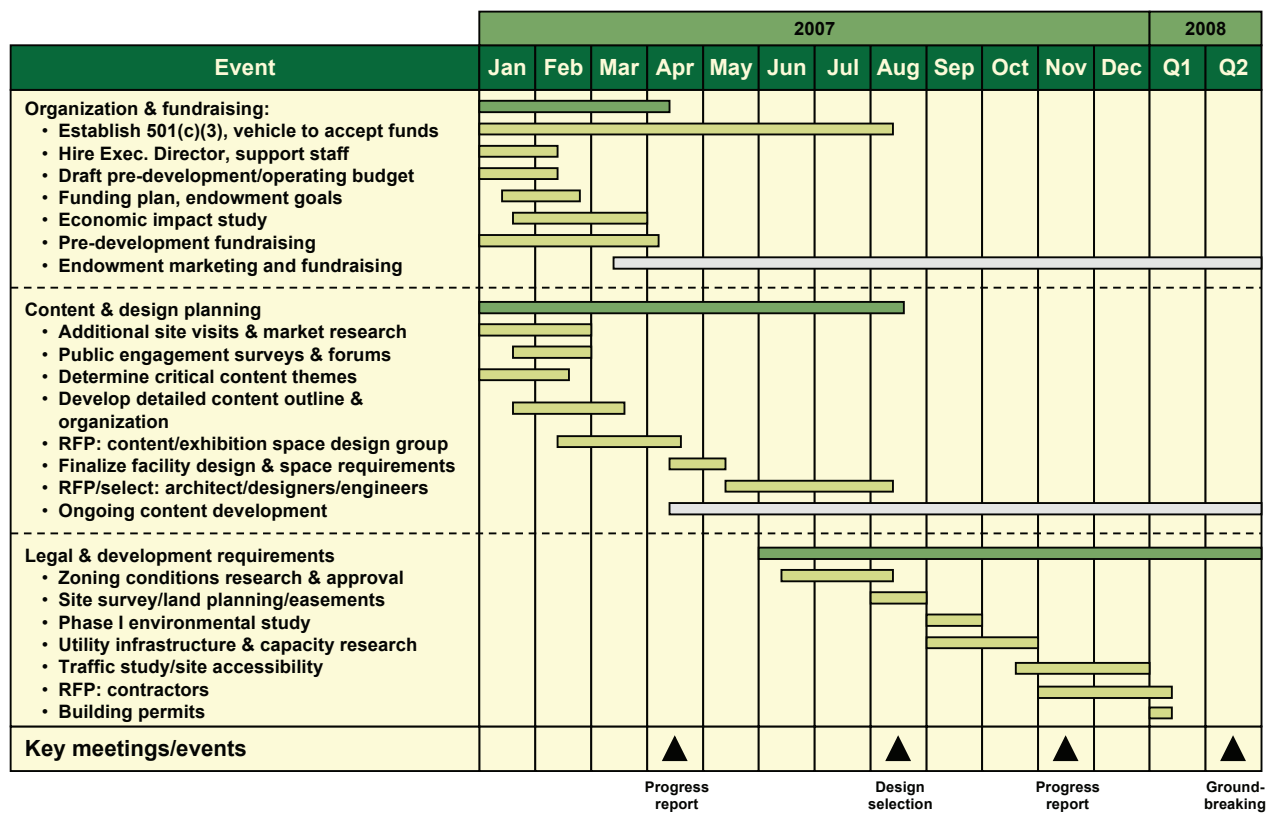 2007 2008
Event Jan Feb Mar Apr May Jun Jul Aug Sep Oct Nov Dec Q1 Q2
Organization & fundraising:
• Establish 501(c)(3), vehicle to accept funds
• Hire Exec. Director, support staff
• Draft pre-development/operating budget
• Funding plan, endowment goals
• Economic impact study
• Pre-development fundraising
• Endowment marketing and fundraising
Content & design planning
• Additional site visits & market research
• Public engagement surveys & forums
• Determine critical content themes
• Develop detailed content outline &
organization
• RFP: content/exhibition space design group
• Finalize facility design & space requirements
• RFP/select: architect/designers/engineers
• Ongoing content development
Legal & development requirements
• Zoning conditions research & approval
• Site survey/land planning/easements
• Phase I environmental study
• Utility infrastructure & capacity research
• Traffic study/site accessibility
• RFP: contractors
• Building permits
Key meetings/events
Progress
report
Design
selection
Progress
report
Ground-
breaking